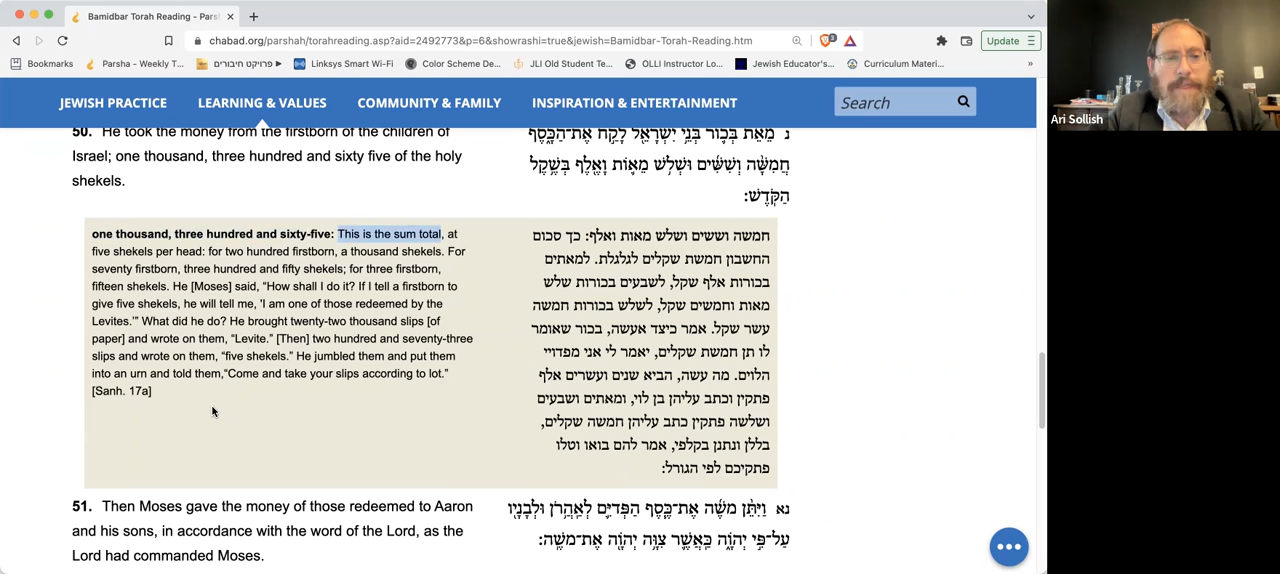 Bamidbar Torah Reading - Parsh
chabad.org/parshah/torahreading.asp?aid=2492773&p=6&showrashi=true&jewish=Bamidbar-Torah-Reading.htm
Update
Bookmarks
Parsha - Weekly T...
פרויקט חיבורים
Linksys Smart Wi-Fi
Color Scheme De...
JLI Old Student Te...
OLLI Instructor Lo...
Jewish Educator's...
Curriculum Materi...
»
JEWISH PRACTICE
LEARNING & VALUES
COMMUNITY & FAMILY
INSPIRATION & ENTERTAINMENT
Search
Ari Sollish
50. He took the money from the firstborn of the children of
Israel; one thousand, three hundred and sixty five of the holy
shekels.
נ מֵאֵ֗ת בְּכ֛וֹר בְּנֵ֥י יִשְׂרָאֵ֖ל לָקַ֣ח אֶת־הַכָּ֑סֶף
חֲמִשָּׁ֨ה וְשִׁשִּׁ֜ים וּשְׁלֹ֥שׁ מֵא֛וֹת וָאֶ֖לֶף בְּשֶׁ֥קֶל
הַקֹּֽדֶשׁ:
one thousand, three hundred and sixty-five: This is the sum total, at
five shekels per head: for two hundred firstborn, a thousand shekels. For
seventy firstborn, three hundred and fifty shekels; for three firstborn,
fifteen shekels. He [Moses] said, “How shall I do it? If I tell a firstborn to
give five shekels, he will tell me, 'I am one of those redeemed by the
Levites.'” What did he do? He brought twenty-two thousand slips [of
paper] and wrote on them, “Levite.” [Then] two hundred and seventy-three
slips and wrote on them, “five shekels.” He jumbled them and put them
into an urn and told them,“Come and take your slips according to lot.”
[Sanh. 17a]
חמשה וששים ושלש מאות ואלף: כך סכום
החשבון חמשת שקלים לגלגלת. למאתים
בכורות אלף שקל, לשבעים בכורות שלש
מאות וחמשים שקל, לשלש בכורות חמשה
עשר שקל. אמר כיצד אעשה, בכור שאומר
לו תן חמשת שקלים, יאמר לי אני מפדויי
הלוים. מה עשה, הביא שנים ועשרים אלף
פתקין וכתב עליהן בן לוי, ומאתים ושבעים
ושלשה פתקין כתב עליהן חמשה שקלים,
בללן ונתנן בקלפי, אמר להם בואו וטלו
פתקיכם לפי הגורל:
51. Then Moses gave the money of those redeemed to Aaron
and his sons, in accordance with the word of the Lord, as the
Lord had commanded Moses.
נא וַיִּתֵּ֨ן משֶׁ֜ה אֶת־כֶּ֧סֶף הַפְּדֻיִ֛ם לְאַֽהֲרֹ֥ן וּלְבָנָ֖יו
עַל־פִּ֣י יְהֹוָ֑ה כַּֽאֲשֶׁ֛ר צִוָּ֥ה יְהֹוָ֖ה אֶת־משֶֽׁה: